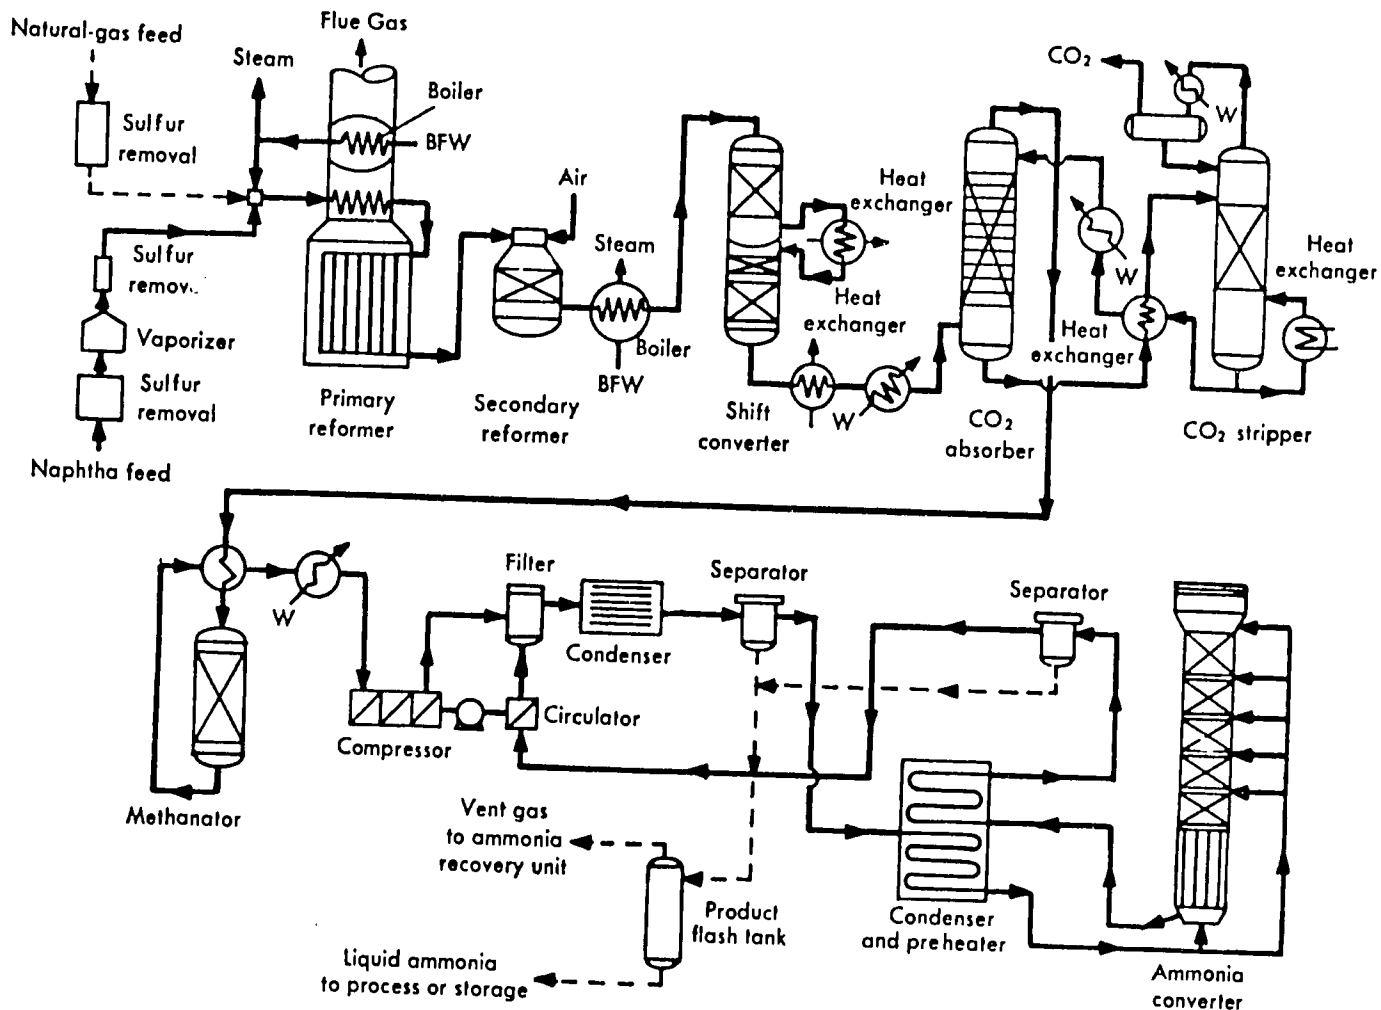 Flue Gas
Natural-gas feed
Steam
Boiler
BFW
Sulfur
removal
Air
Steam
Boiler
BFW
Sulfur
Vaporizer
Sulfur
removal
Naphtha feed
Primary
reformer
Secondary
reformer
Heat
exchanger
Heat
exchanger
W
Shift
converter
CO₂
absorber
CO₂
W
W
Heat
exchanger
Heat
exchanger
CO₂ stripper
W
Methanator
Filter
Condenser
Separator
Separator
Compressor
Circulator
Vent gas
to ammonia
recovery unit
Product
flash tank
Liquid ammonia
to process or storage
Condenser
and preheater
Ammonia
converter